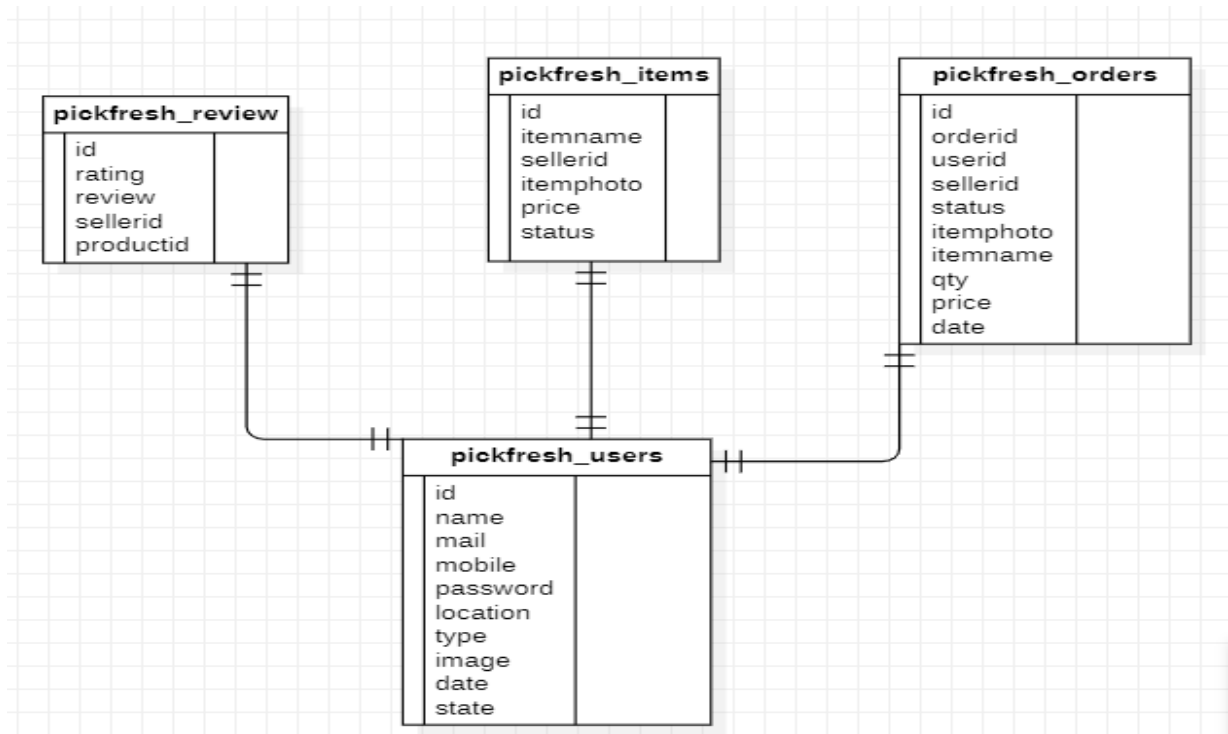 pickfresh_review
id
rating
review
sellerid
productid
pickfresh_items
id
itemname
sellerid
itemphoto
price
status
pickfresh_orders
id
orderid
userid
sellerid
status
itemphoto
itemname
qty
price
date
pickfresh_users
id
name
mail
mobile
password
location
type
image
date
state